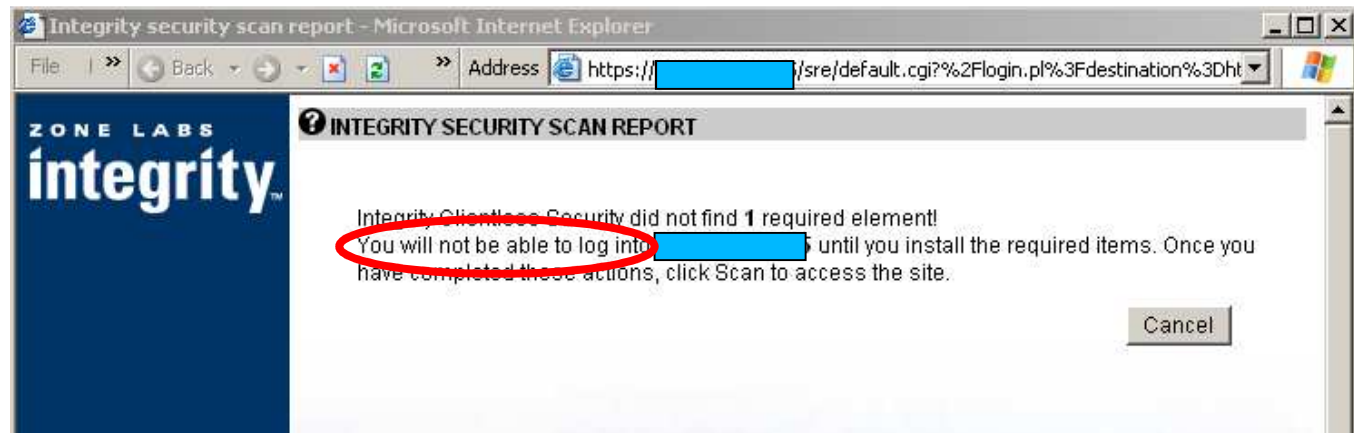 Integrity security scan report - Microsoft Internet Explorer
File » Back » Address https:// /sre/default.cgi?%2Flogin.pl%3Fdestination%3Dht
ZONE LABS
integrity™
? INTEGRITY SECURITY SCAN REPORT
Integrity Clientless Security did not find 1 required element!
You will not be able to log into 5 until you install the required items. Once you
have completed these actions, click Scan to access the site.
Cancel